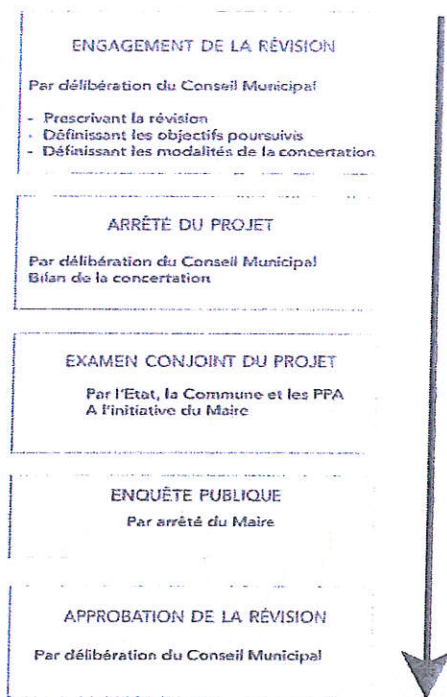 ENGAGEMENT DE LA RÉVISION
Par délibération du Conseil Municipal
- Prescrivant la révision
- Définissant les objectifs poursuivis
- Définissant les modalités de la concertation
ARRÊTÉ DU PROJET
Par délibération du Conseil Municipal
Bilan de la concertation
EXAMEN CONJOINT DU PROJET
Par l'Etat, la Commune et les PPA
A l'initiative du Maire
ENQUÊTE PUBLIQUE
Par arrêté du Maire
APPROBATION DE LA RÉVISION
Par délibération du Conseil Municipal